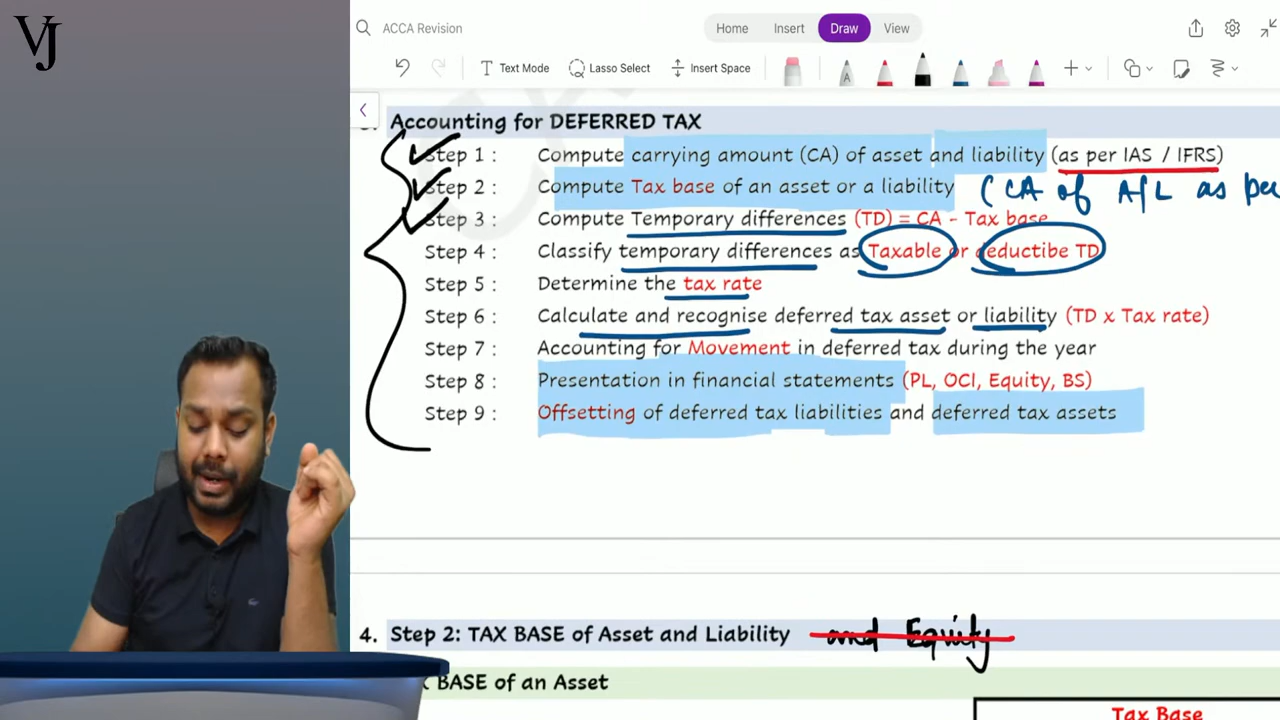 VJ
ACCA Revision
Home Insert Draw View
Text Mode Lasso Select Insert Space
Accounting for DEFERRED TAX
Step 1 : Compute carrying amount (CA) of asset and liability (as per IAS / IFRS)
Step 2 : Compute Tax base of an asset or a liability (CA of A/L as per
Step 3 : Compute Temporary differences (TD) = CA - Tax base
Step 4 : Classify temporary differences as Taxable or deductibe TD
Step 5 : Determine the tax rate
Step 6 : Calculate and recognise deferred tax asset or liability (TD x Tax rate)
Step 7 : Accounting for Movement in deferred tax during the year
Step 8 : Presentation in financial statements (PL, OCI, Equity, BS)
Step 9 : Offsetting of deferred tax liabilities and deferred tax assets
4. Step 2: TAX BASE of Asset and Liability and Equity
BASE of an Asset
Tax Base